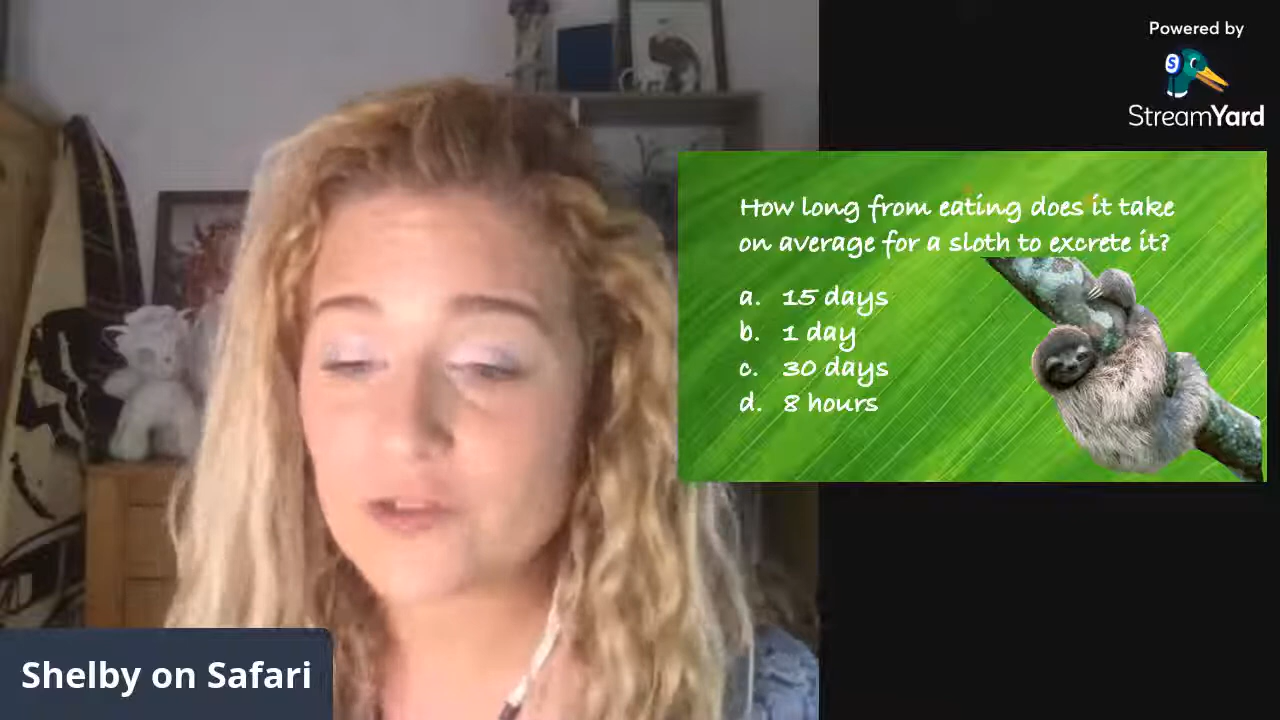 Powered by
S
StreamYard
How long from eating does it take
on average for a sloth to excrete it?
a. 15 days
b. 1 day
c. 30 days
d. 8 hours
Shelby on Safari